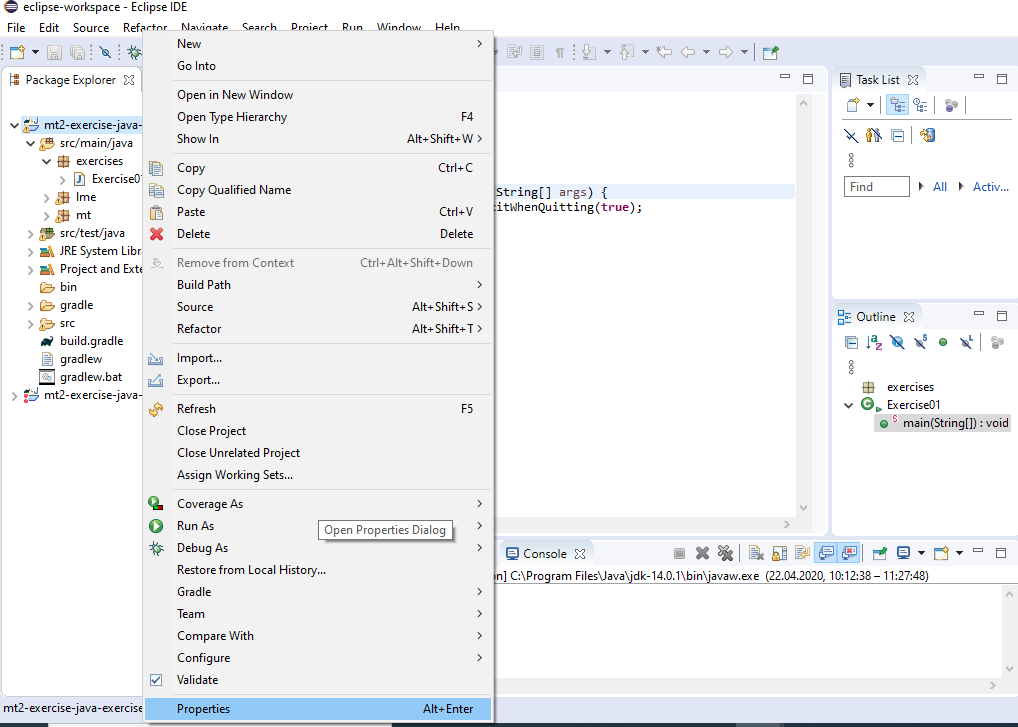 eclipse-workspace - Eclipse IDE
File Edit Source Refactor Navigate Search Project Run Window Help
Package Explorer
mt2-exercise-java-
src/main/java
exercises
Exercise01
lme
mt
src/test/java
JRE System Libr
Project and Exte
bin
gradle
src
build.gradle
gradlew
gradlew.bat
mt2-exercise-java-
New
Go Into
Open in New Window
Open Type Hierarchy F4
Show In Alt+Shift+W >
Copy Ctrl+C
Copy Qualified Name
Paste Ctrl+V
Delete Delete
Remove from Context Ctrl+Alt+Shift+Down
Build Path
Source Alt+Shift+S >
Refactor Alt+Shift+T >
Import...
Export...
Refresh F5
Close Project
Close Unrelated Project
Assign Working Sets...
Coverage As
Run As
Open Properties Dialog
Debug As
Restore from Local History...
Gradle
Team
Compare With
Configure
Validate
Properties Alt+Enter
String[] args) {
itWhenQuitting(true);
Task List
Find All Activ...
Outline
exercises
Exercise01
S main(String[]) : void
Console
on] C:\Program Files\Java\jdk-14.0.1\bin\javaw.exe (22.04.2020, 10:12:38 – 11:27:48)
mt2-exercise-java-exercise